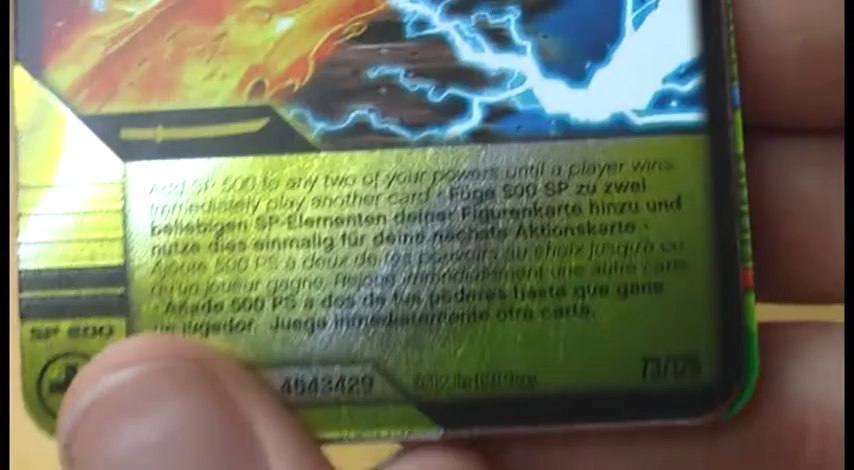 Add SP 500 to any two of your powers until a player wins.
Immediately play another card. · Füge 500 SP zu zwei
beliebigen SP-Elementen deiner Figurenkarte hinzu und
nutze dies einmalig für deine nächste Aktionskarte ·
Ajoute 500 PS à deux de tes pouvoirs au choix jusqu'à ce
qu'un joueur gagne. Rejoue immédiatement une autre carte.
· Añade 500 PS a dos de tus poderes hasta que gane
un jugador. Juega inmediatamente otra carta.
SP 500
4643429